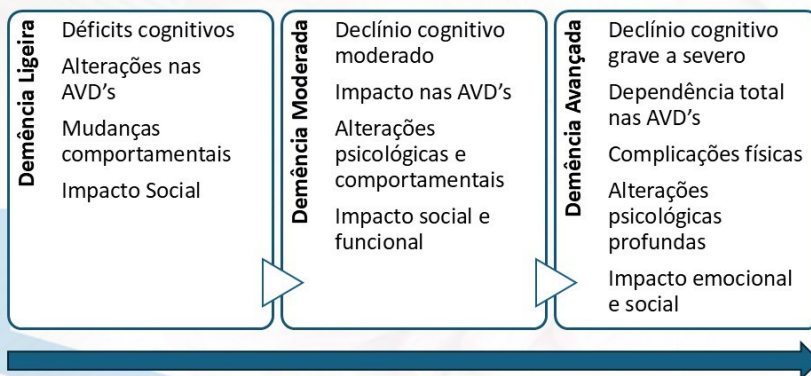 Demência Ligeira
Déficits cognitivos
Alterações nas
AVD's
Mudanças
comportamentais
Impacto Social
Demência Moderada
Declínio cognitivo
moderado
Impacto nas AVD's
Alterações
psicológicas e
comportamentais
Impacto social e
funcional
Demência Avançada
Declínio cognitivo
grave a severo
Dependência total
nas AVD's
Complicações físicas
Alterações
psicológicas
profundas
Impacto emocional
e social